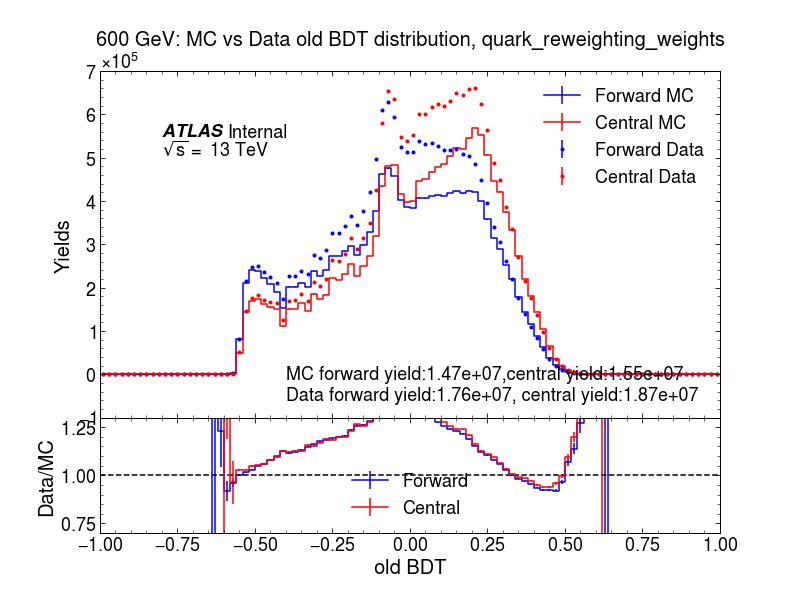 600 GeV: MC vs Data old BDT distribution, quark_reweighting_weights
×10⁵
7
6
5
4
3
2
1
0
−1
Yields
ATLAS Internal
√s = 13 TeV
Forward MC
Central MC
Forward Data
Central Data
MC forward yield:1.47e+07,central yield:1.55e+07
Data forward yield:1.76e+07, central yield:1.87e+07
1.25
1.00
0.75
Data/MC
Forward
Central
−1.00 −0.75 −0.50 −0.25 0.00 0.25 0.50 0.75 1.00
old BDT